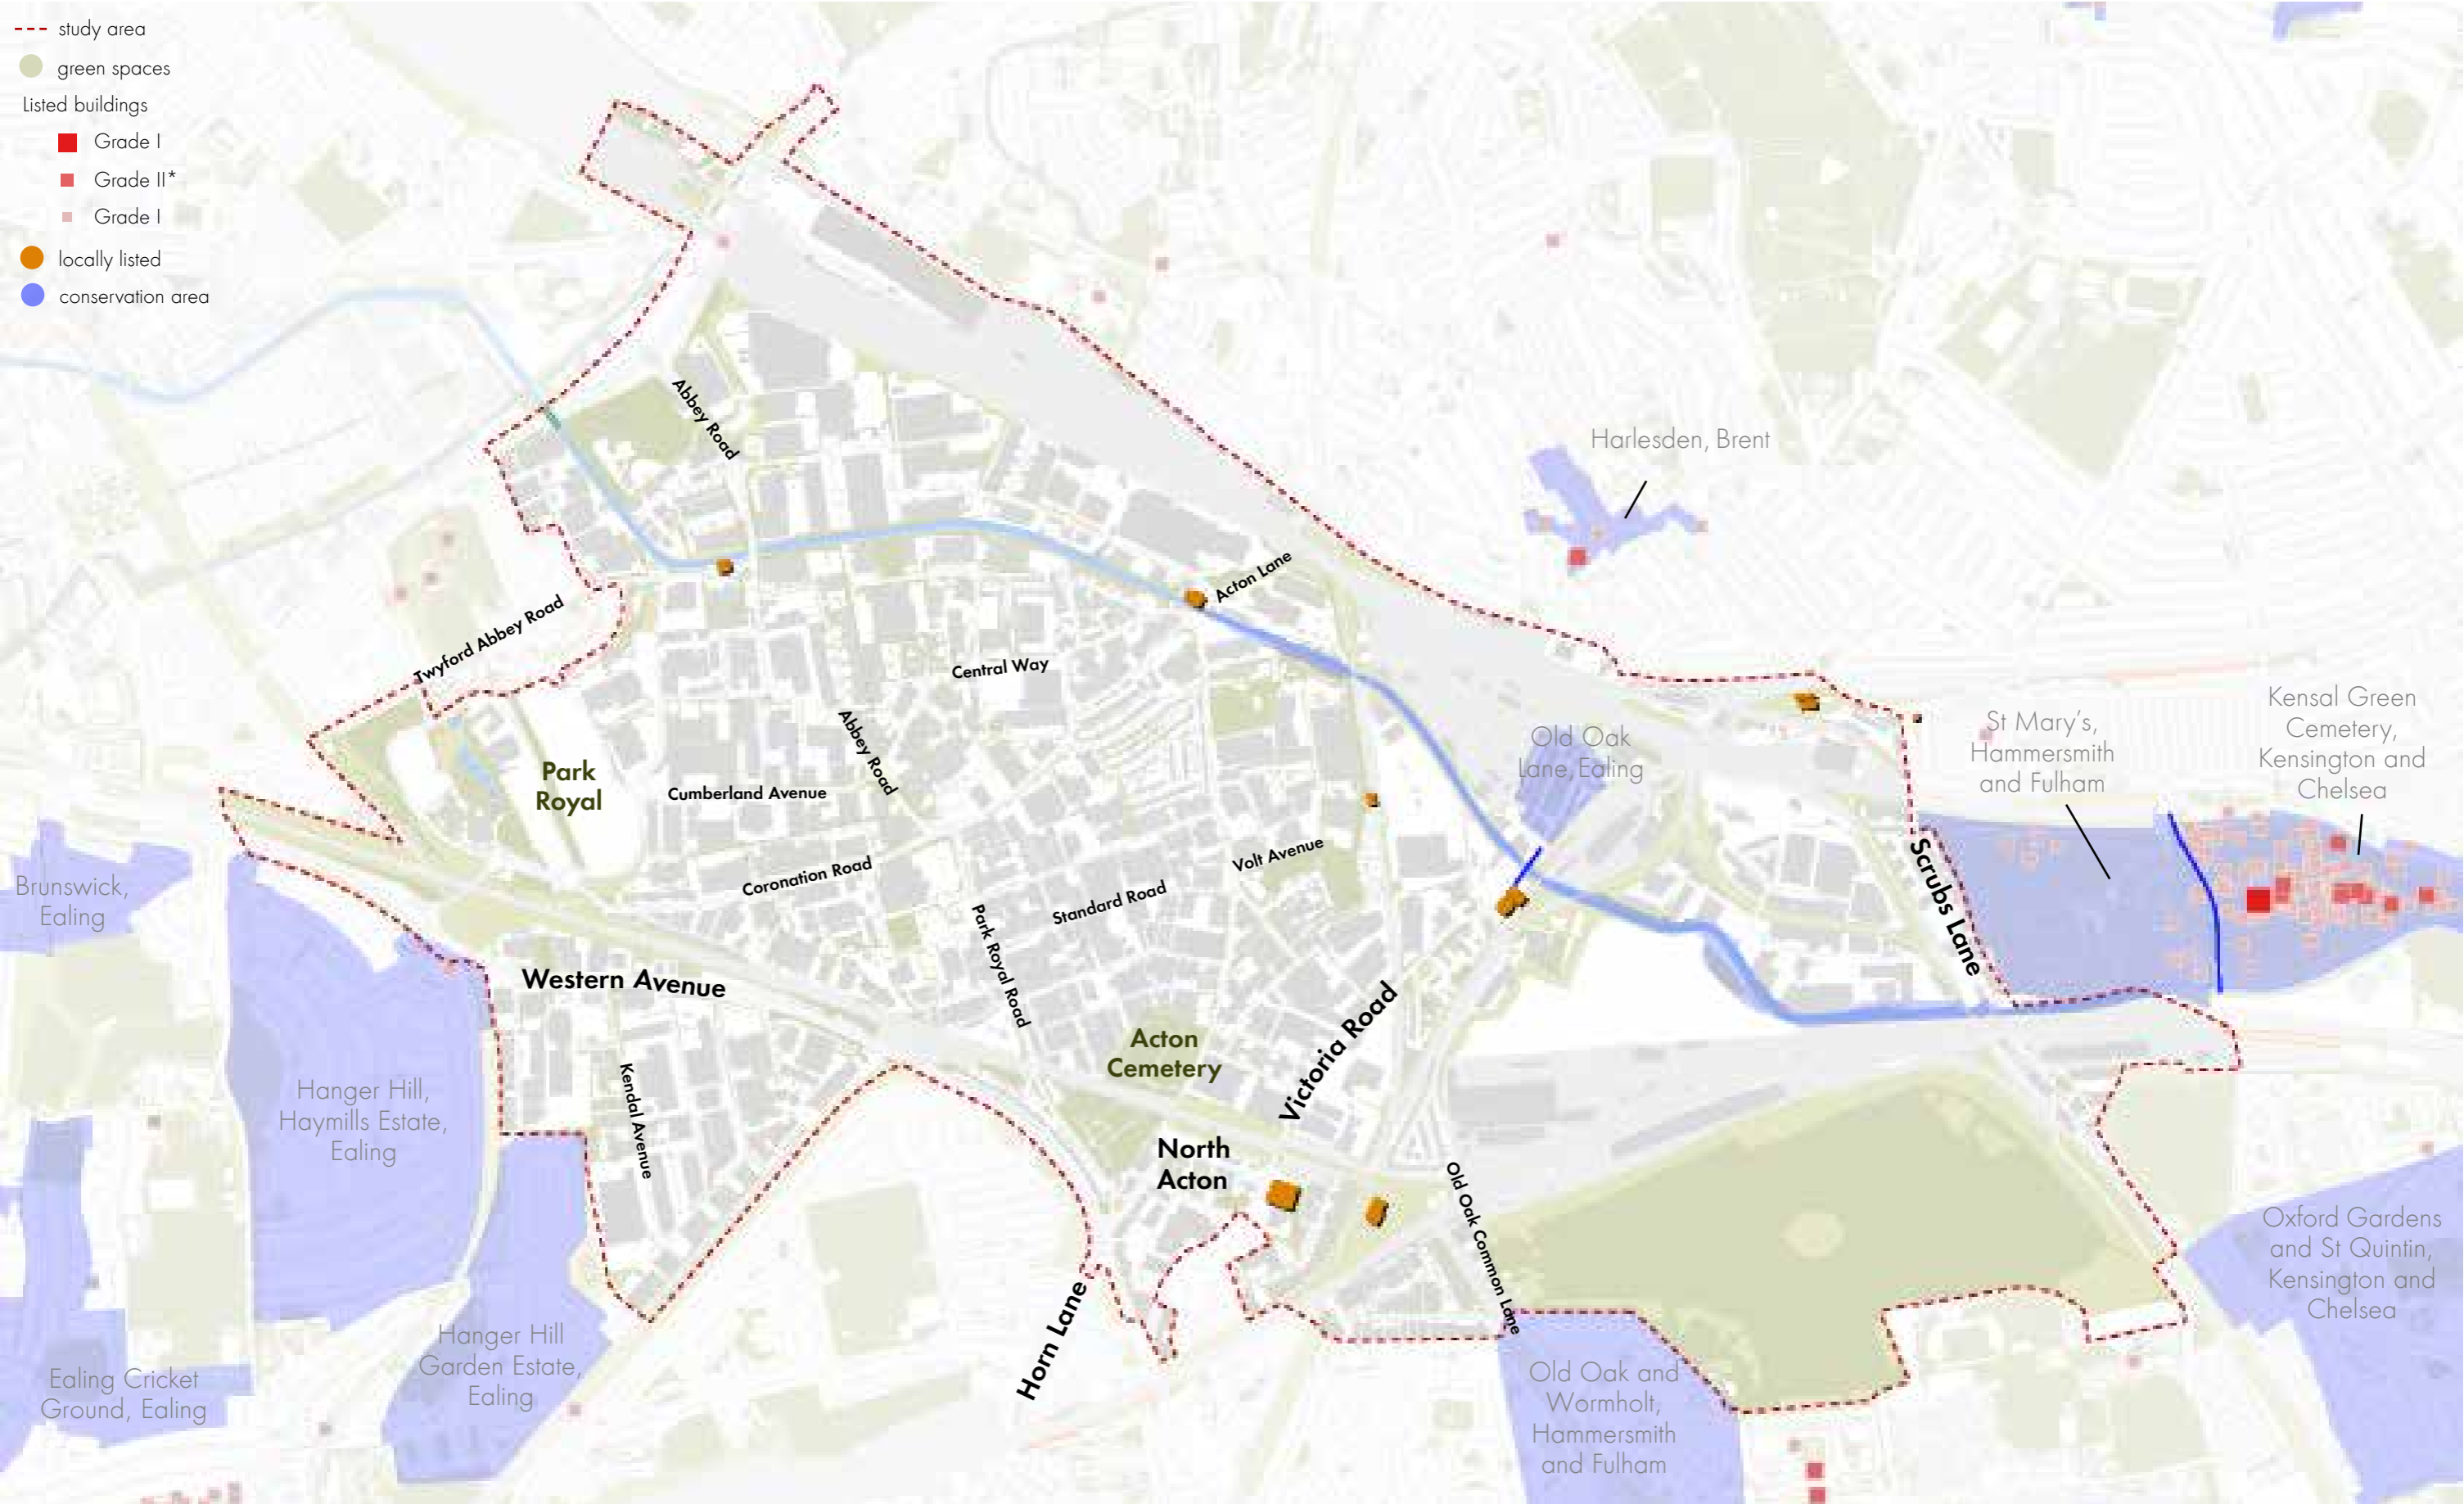 study area
green spaces
Listed buildings
Grade I
Grade II*
Grade I
locally listed
conservation area
Abbey Road
Harlesden, Brent
Acton Lane
Twyford Abbey Road
Central Way
Kensal Green
Cemetery,
Kensington and
Chelsea
St Mary's,
Hammersmith
and Fulham
Old Oak
Lane, Ealing
Abbey Road
Park
Royal
Cumberland Avenue
Volt Avenue
Coronation Road
Standard Road
Scrubs Lane
Brunswick,
Ealing
Park Royal Road
Western Avenue
Acton
Cemetery
Victoria Road
Kendal Avenue
Hanger Hill,
Haymills Estate,
Ealing
North
Acton
Old Oak Common Lane
Oxford Gardens
and St Quintin,
Kensington and
Chelsea
Horn Lane
Hanger Hill
Garden Estate,
Ealing
Ealing Cricket
Ground, Ealing
Old Oak and
Wormholt,
Hammersmith
and Fulham